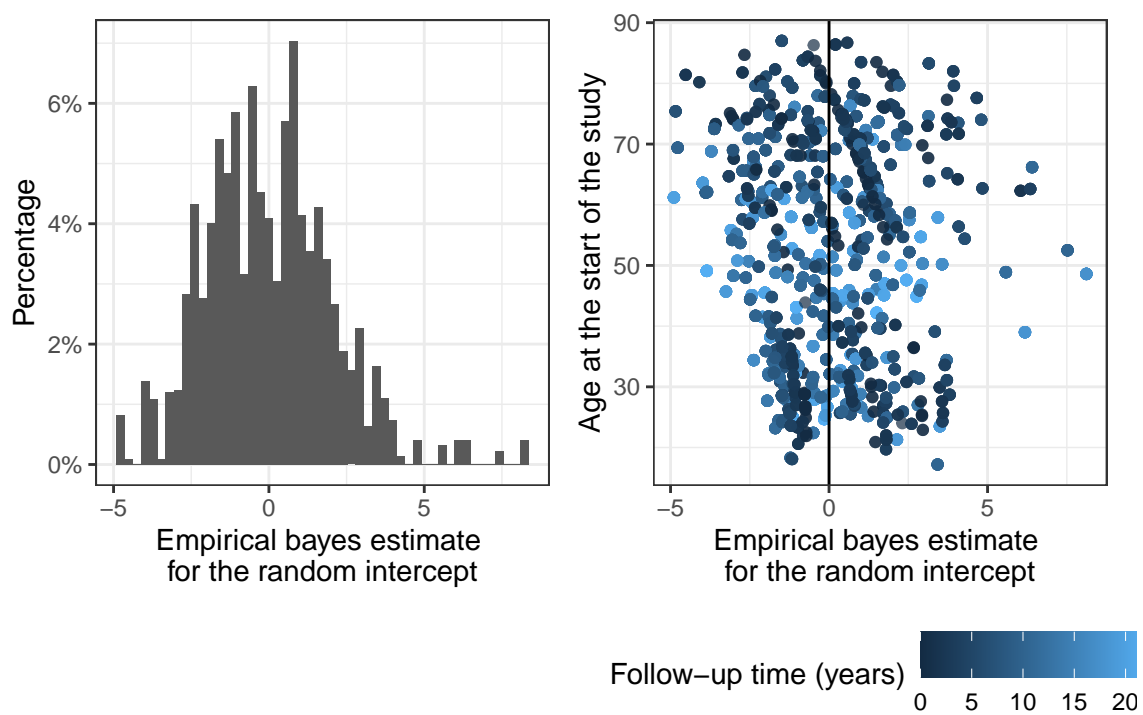 Percentage
6%
4%
2%
0%
−5
0
5
Empirical bayes estimate
for the random intercept
Age at the start of the study
90
70
50
30
−5
0
5
Empirical bayes estimate
for the random intercept
Follow−up time (years)
0 5 10 15 20